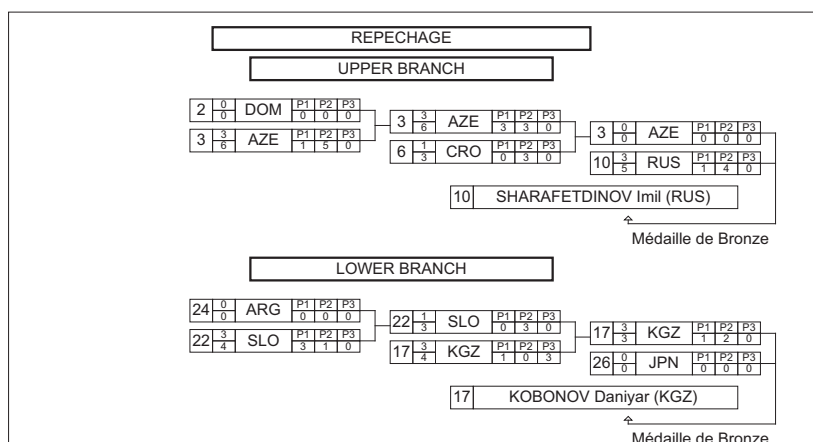 REPECHAGE
UPPER BRANCH
2 0 0 DOM P1 P2 P3 0 0 0
3 3 6 AZE P1 P2 P3 1 5 0
3 3 6 AZE P1 P2 P3 3 3 0
6 1 3 CRO P1 P2 P3 0 3 0
3 0 0 AZE P1 P2 P3 0 0 0
10 3 5 RUS P1 P2 P3 1 4 0
10 SHARAFETDINOV Imil (RUS)
Médaille de Bronze
LOWER BRANCH
24 0 0 ARG P1 P2 P3 0 0 0
22 3 4 SLO P1 P2 P3 3 1 0
22 1 3 SLO P1 P2 P3 0 3 0
17 3 4 KGZ P1 P2 P3 1 0 3
17 3 3 KGZ P1 P2 P3 1 2 0
26 0 0 JPN P1 P2 P3 0 0 0
17 KOBONOV Daniyar (KGZ)
Médaille de Bronze